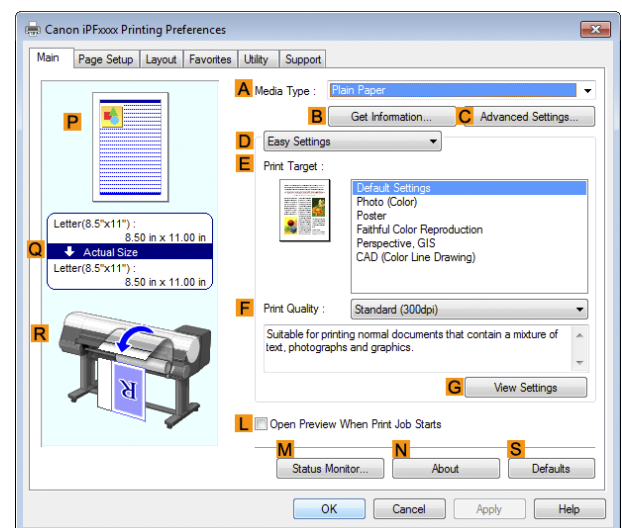 Canon iPFxxxx Printing Preferences
Main Page Setup Layout Favorites Utility Support
A Media Type : Plain Paper
B Get Information... C Advanced Settings...
P
D Easy Settings
E Print Target :
Default Settings
Photo (Color)
Poster
Faithful Color Reproduction
Perspective, GIS
CAD (Color Line Drawing)
Letter(8.5"x11") :
8.50 in x 11.00 in
Q Actual Size
Letter(8.5"x11") :
8.50 in x 11.00 in
F Print Quality : Standard (300dpi)
R
R
Suitable for printing normal documents that contain a mixture of
text, photographs and graphics.
G View Settings
L Open Preview When Print Job Starts
M N S
Status Monitor... About Defaults
OK Cancel Apply Help